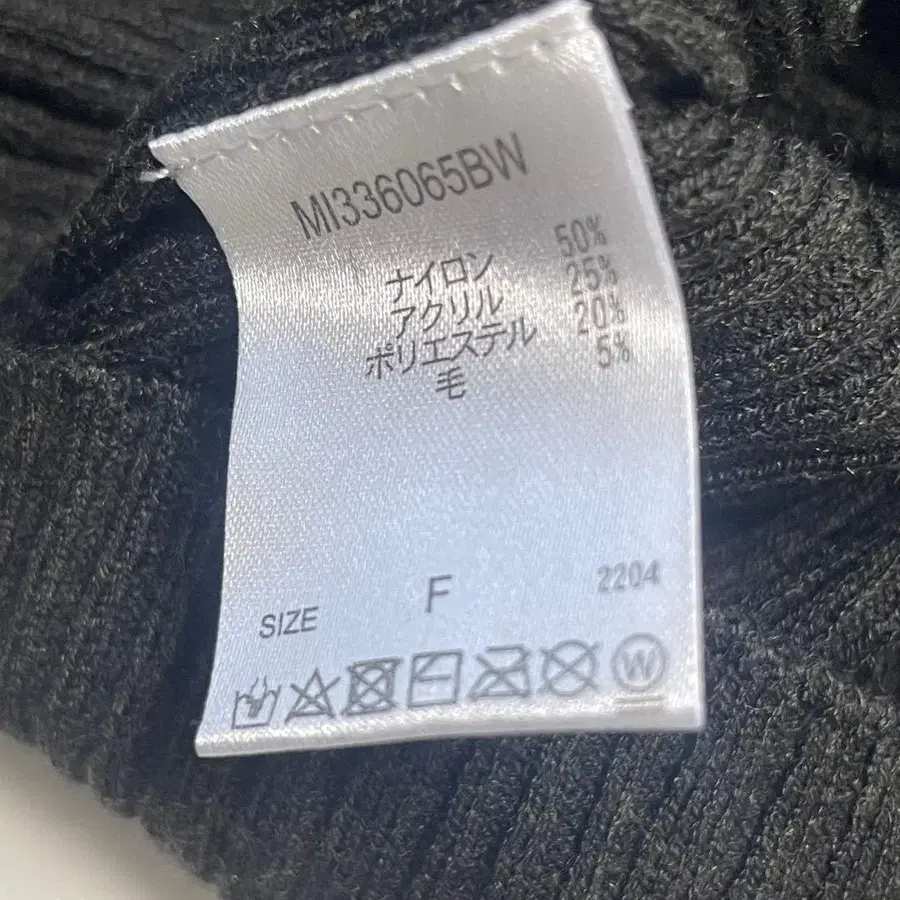 MI336065BW
ナイロン 50%
アクリル 25%
ポリエステル 20%
毛 5%
SIZE F 2204
W